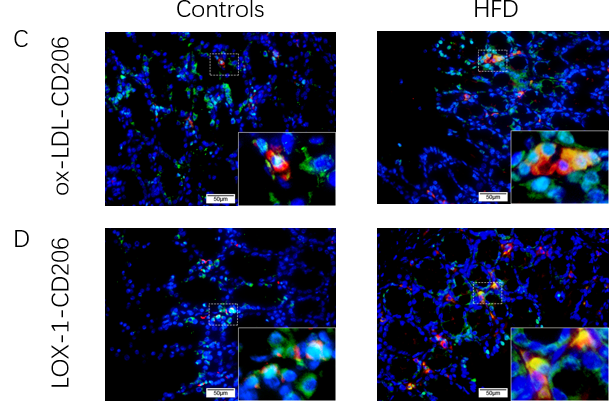 Controls HFD
C
ox-LDL-CD206
50μm 50μm
D
LOX-1-CD206
50μm 50μm